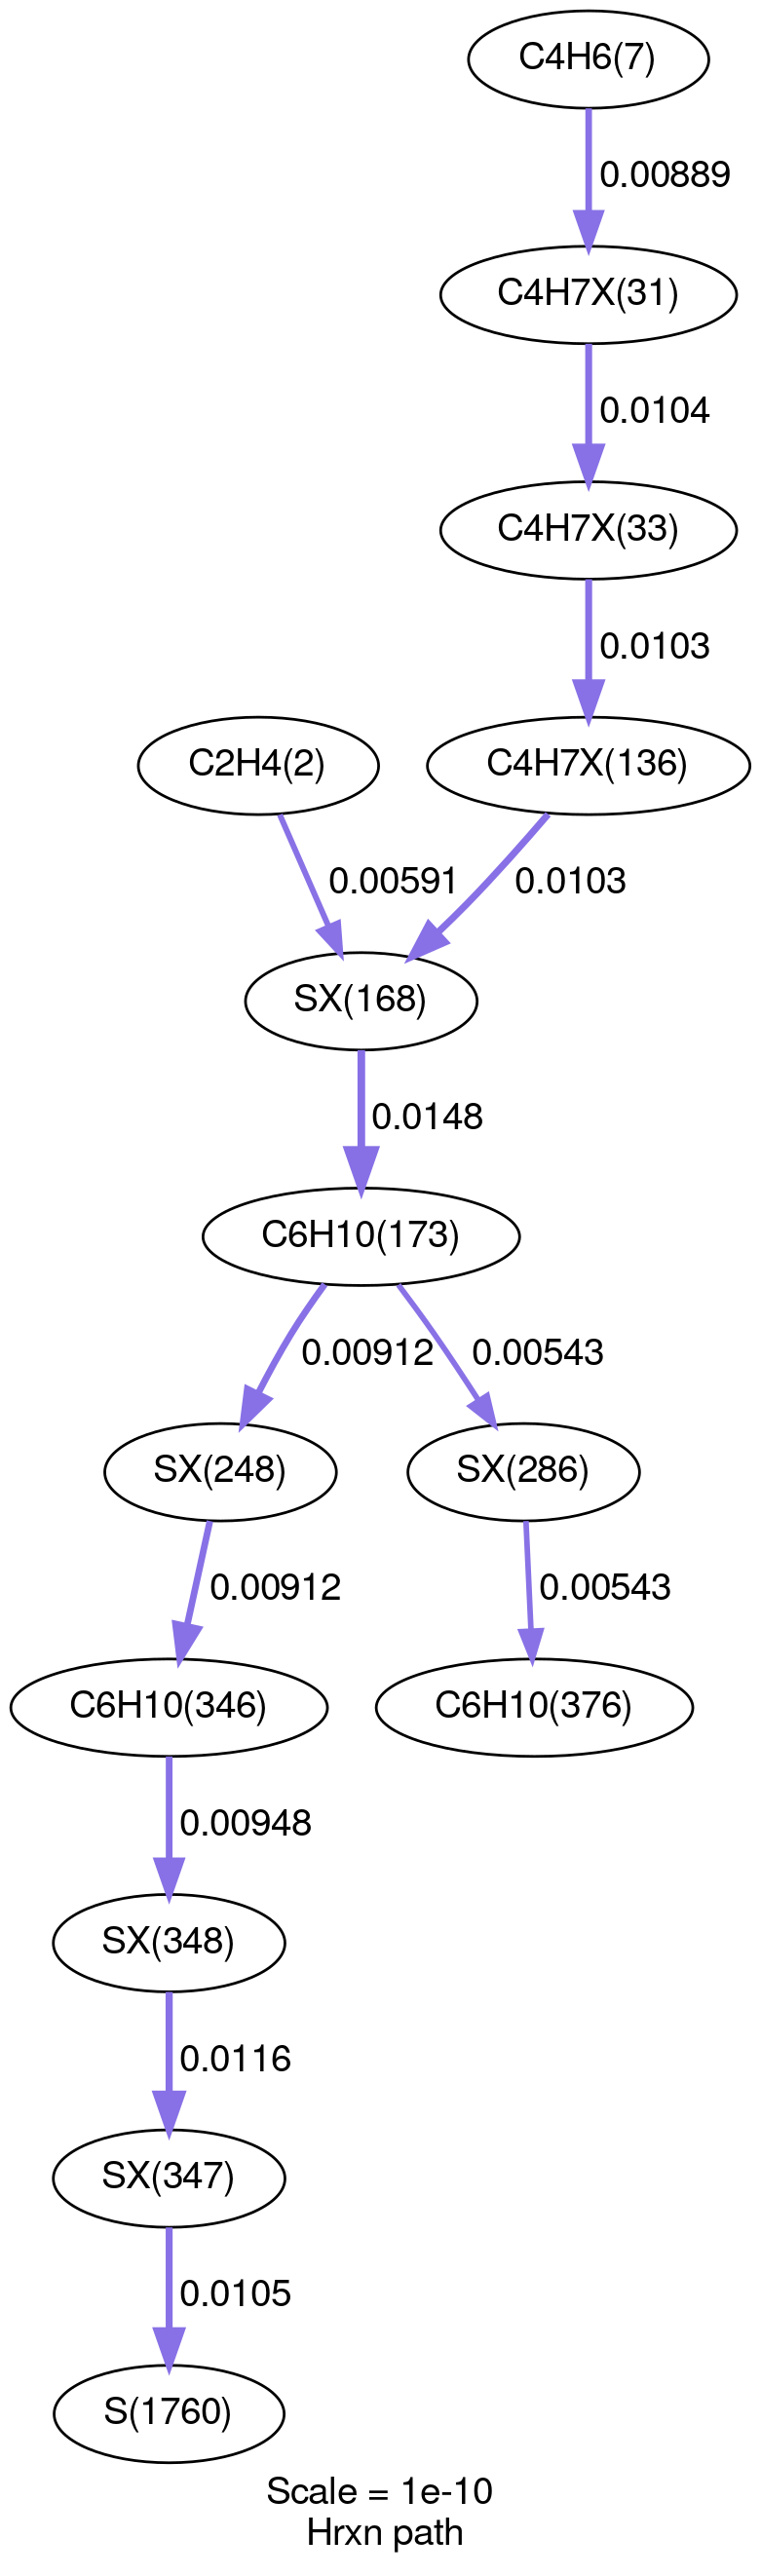 C4H6(7)
0.00889
C4H7X(31)
0.0104
C4H7X(33)
0.0103
C2H4(2)
C4H7X(136)
0.00591
0.0103
SX(168)
0.0148
C6H10(173)
0.00912
0.00543
SX(248)
SX(286)
0.00912
0.00543
C6H10(346)
C6H10(376)
0.00948
SX(348)
0.0116
SX(347)
0.0105
S(1760)
Scale = 1e-10
Hrxn path